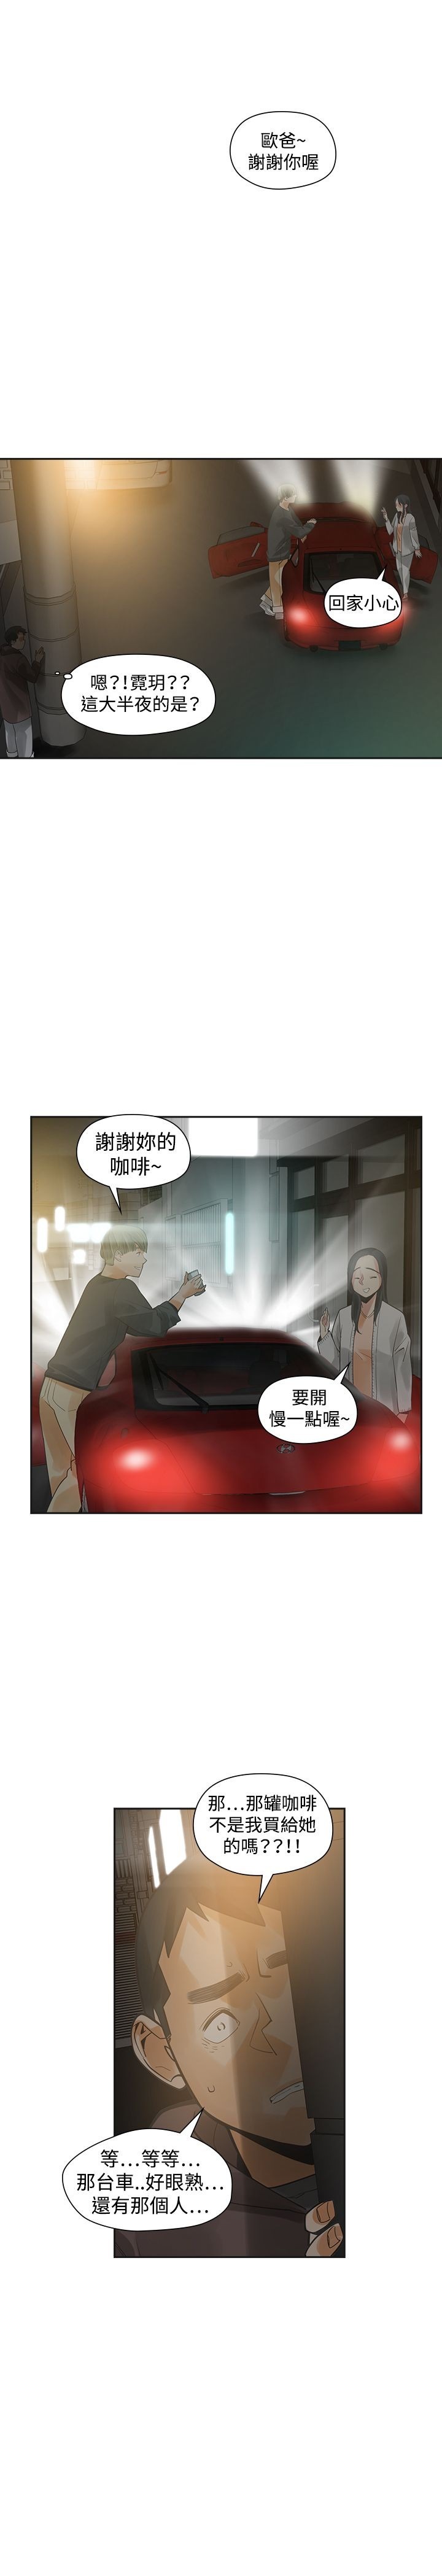 歐爸~
謝謝你喔
回家小心
嗯?!霓玥??
這大半夜的是?
謝謝妳的
咖啡~
要開
慢一點喔~
那...那罐咖啡
不是我買給她
的嗎??!!
等...等等...
那台車..好眼熟...
還有那個人...